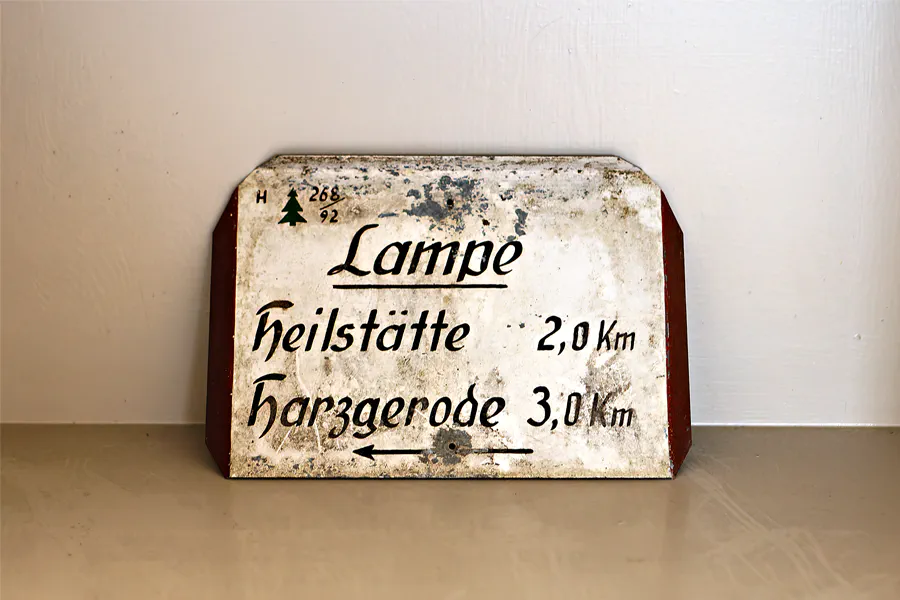 H 268/92
Lampe
Heilstätte 2,0 Km
Harzgerode 3,0 Km